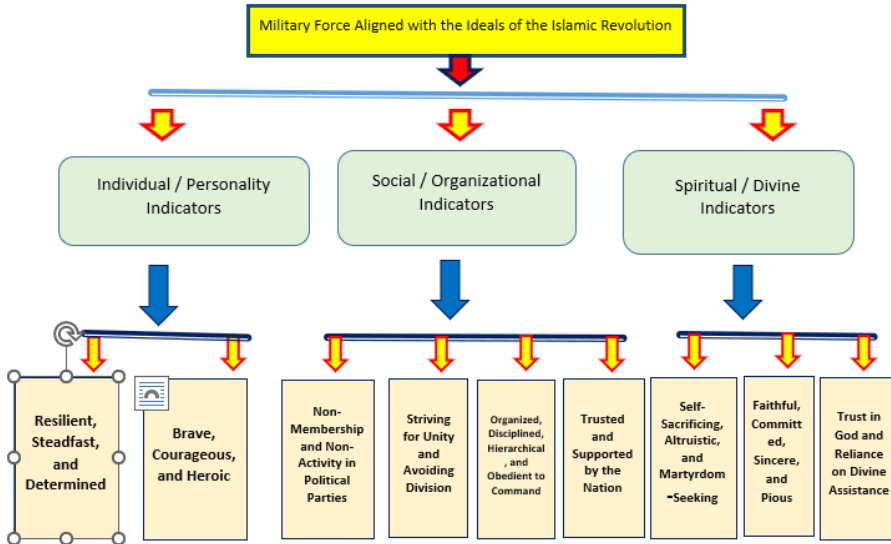 Military Force Aligned with the Ideals of the Islamic Revolution
Individual / Personality
Indicators
Social / Organizational
Indicators
Spiritual / Divine
Indicators
Resilient,
Steadfast,
and
Determined
Brave,
Courageous,
and Heroic
Non-
Membership
and Non-
Activity in
Political
Parties
Striving
for Unity
and
Avoiding
Division
Organized,
Disciplined,
Hierarchical
, and
Obedient to
Command
Trusted
and
Supported
by the
Nation
Self-
Sacrificing,
Altruistic,
and
Martyrdom
-Seeking
Faithful,
Committ
ed,
Sincere,
and
Pious
Trust in
God and
Reliance
on Divine
Assistance